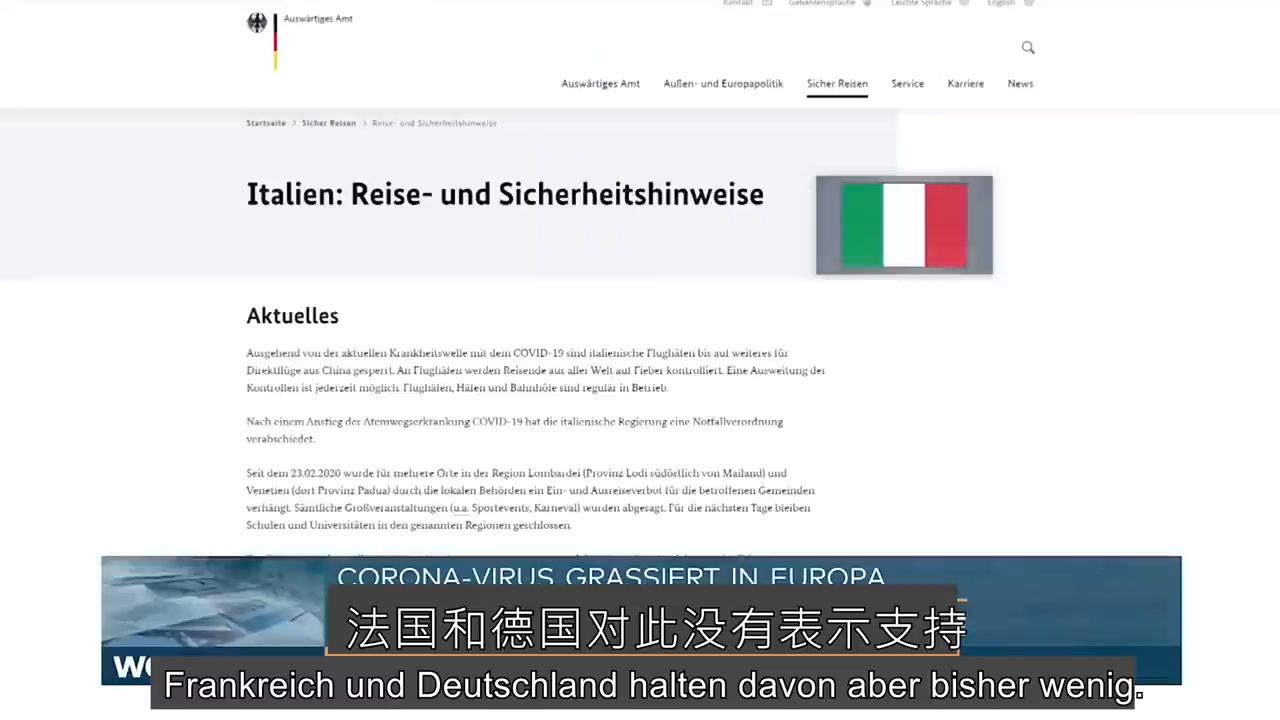 Kontakt Gebärdensprache Leichte Sprache English
Auswärtiges Amt
Auswärtiges Amt Außen- und Europapolitik Sicher Reisen Service Karriere News
Startseite > Sicher Reisen > Reise- und Sicherheitshinweise
Italien: Reise- und Sicherheitshinweise
Aktuelles
Ausgehend von der aktuellen Krankheitswelle mit dem COVID-19 sind italienische Flughäfen bis auf weiteres für
Direktflüge aus China gesperrt. An Flughäfen werden Reisende aus aller Welt auf Fieber kontrolliert. Eine Ausweitung der
Kontrollen ist jederzeit möglich. Flughäfen, Häfen und Bahnhöfe sind regulär in Betrieb.
Nach einem Anstieg der Atemwegserkrankung COVID-19 hat die italienische Regierung eine Notfallverordnung
verabschiedet.
Seit dem 23.02.2020 wurde für mehrere Orte in der Region Lombardei (Provinz Lodi südöstlich von Mailand) und
Venetien (dort Provinz Padua) durch die lokalen Behörden ein Ein- und Ausreiseverbot für die betroffenen Gemeinden
verhängt. Sämtliche Großveranstaltungen (u.a. Sportevents, Karneval) wurden abgesagt. Für die nächsten Tage bleiben
Schulen und Universitäten in den genannten Regionen geschlossen.
CORONA-VIRUS GRASSIERT IN EUROPA
法国和德国对此没有表示支持
Frankreich und Deutschland halten davon aber bisher wenig.